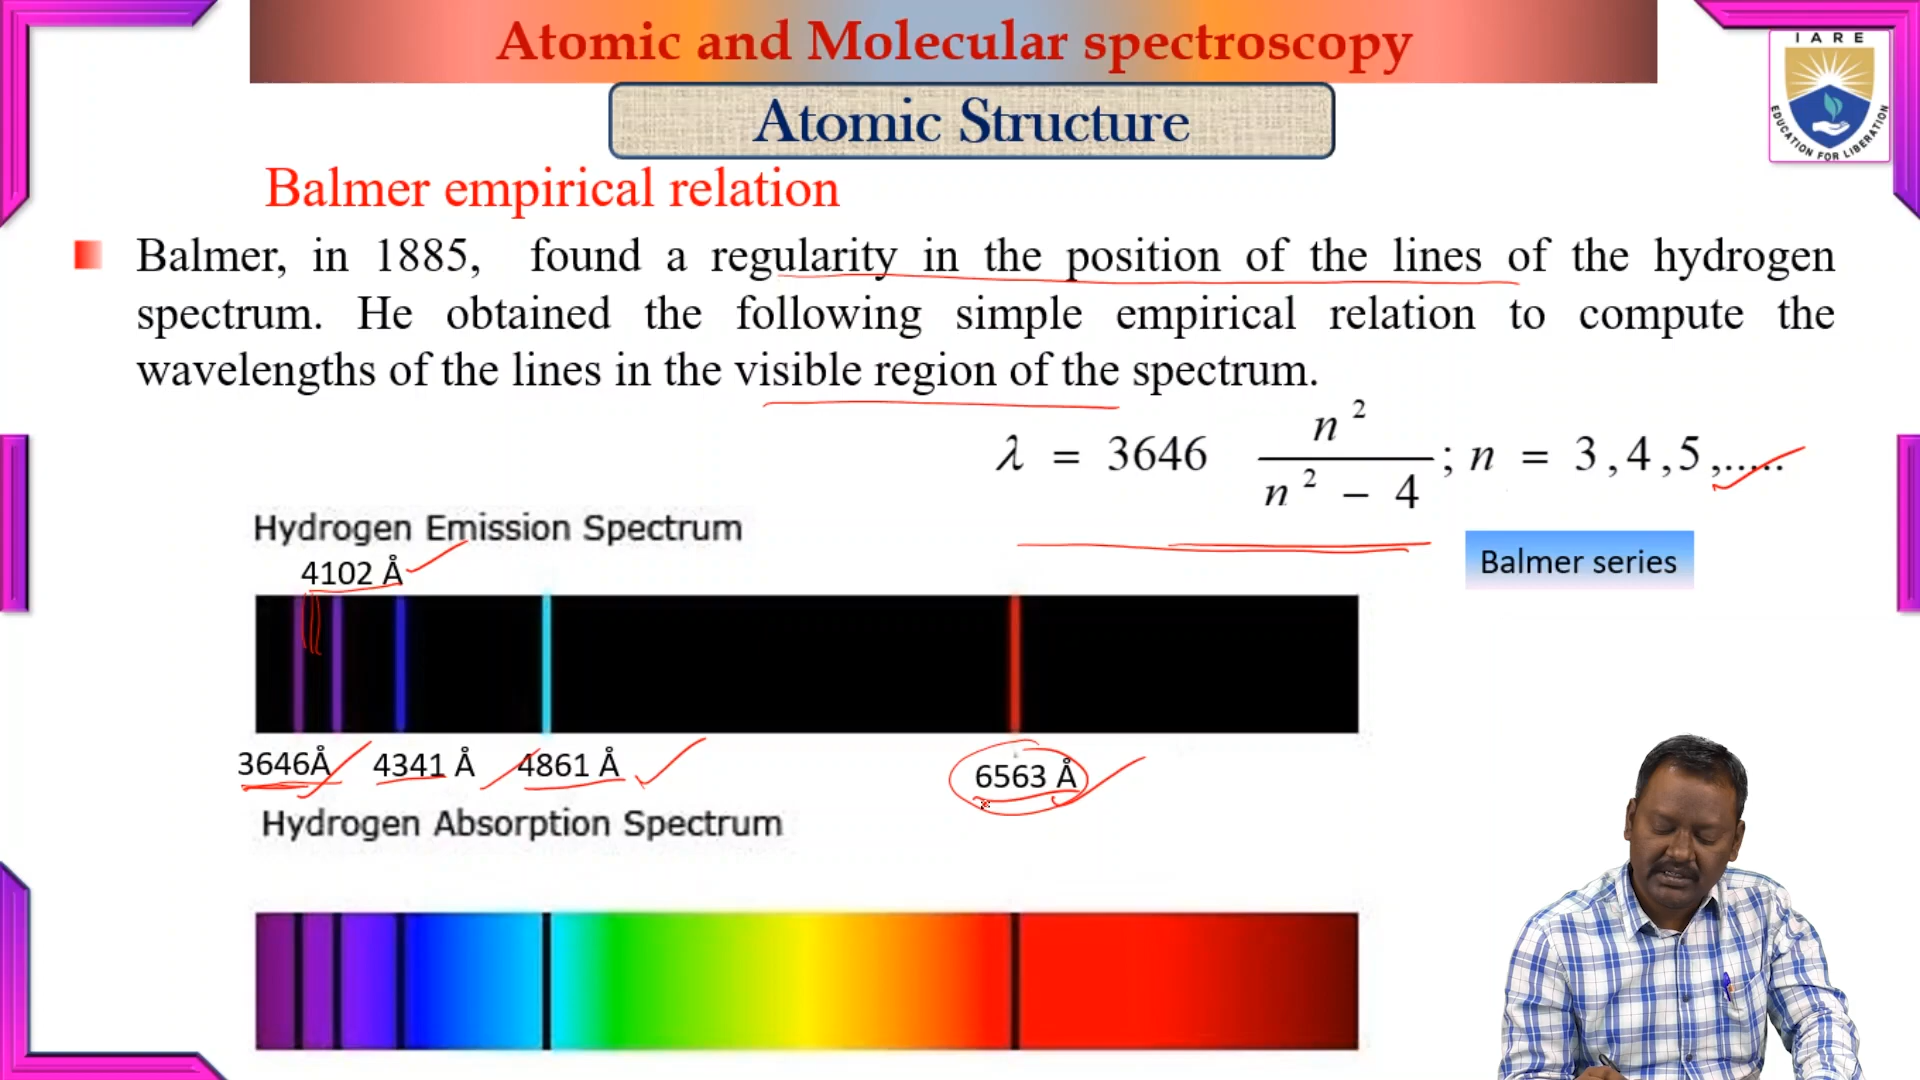 Atomic and Molecular spectroscopy
IARE
EDUCATION FOR LIBERATION
Atomic Structure
Balmer empirical relation
Balmer, in 1885, found a regularity in the position of the lines of the hydrogen
spectrum. He obtained the following simple empirical relation to compute the
wavelengths of the lines in the visible region of the spectrum.
λ = 3646 n² / (n² − 4) ; n = 3,4,5,.....
Balmer series
Hydrogen Emission Spectrum
4102 Å
3646Å 4341 Å 4861 Å 6563 Å
Hydrogen Absorption Spectrum